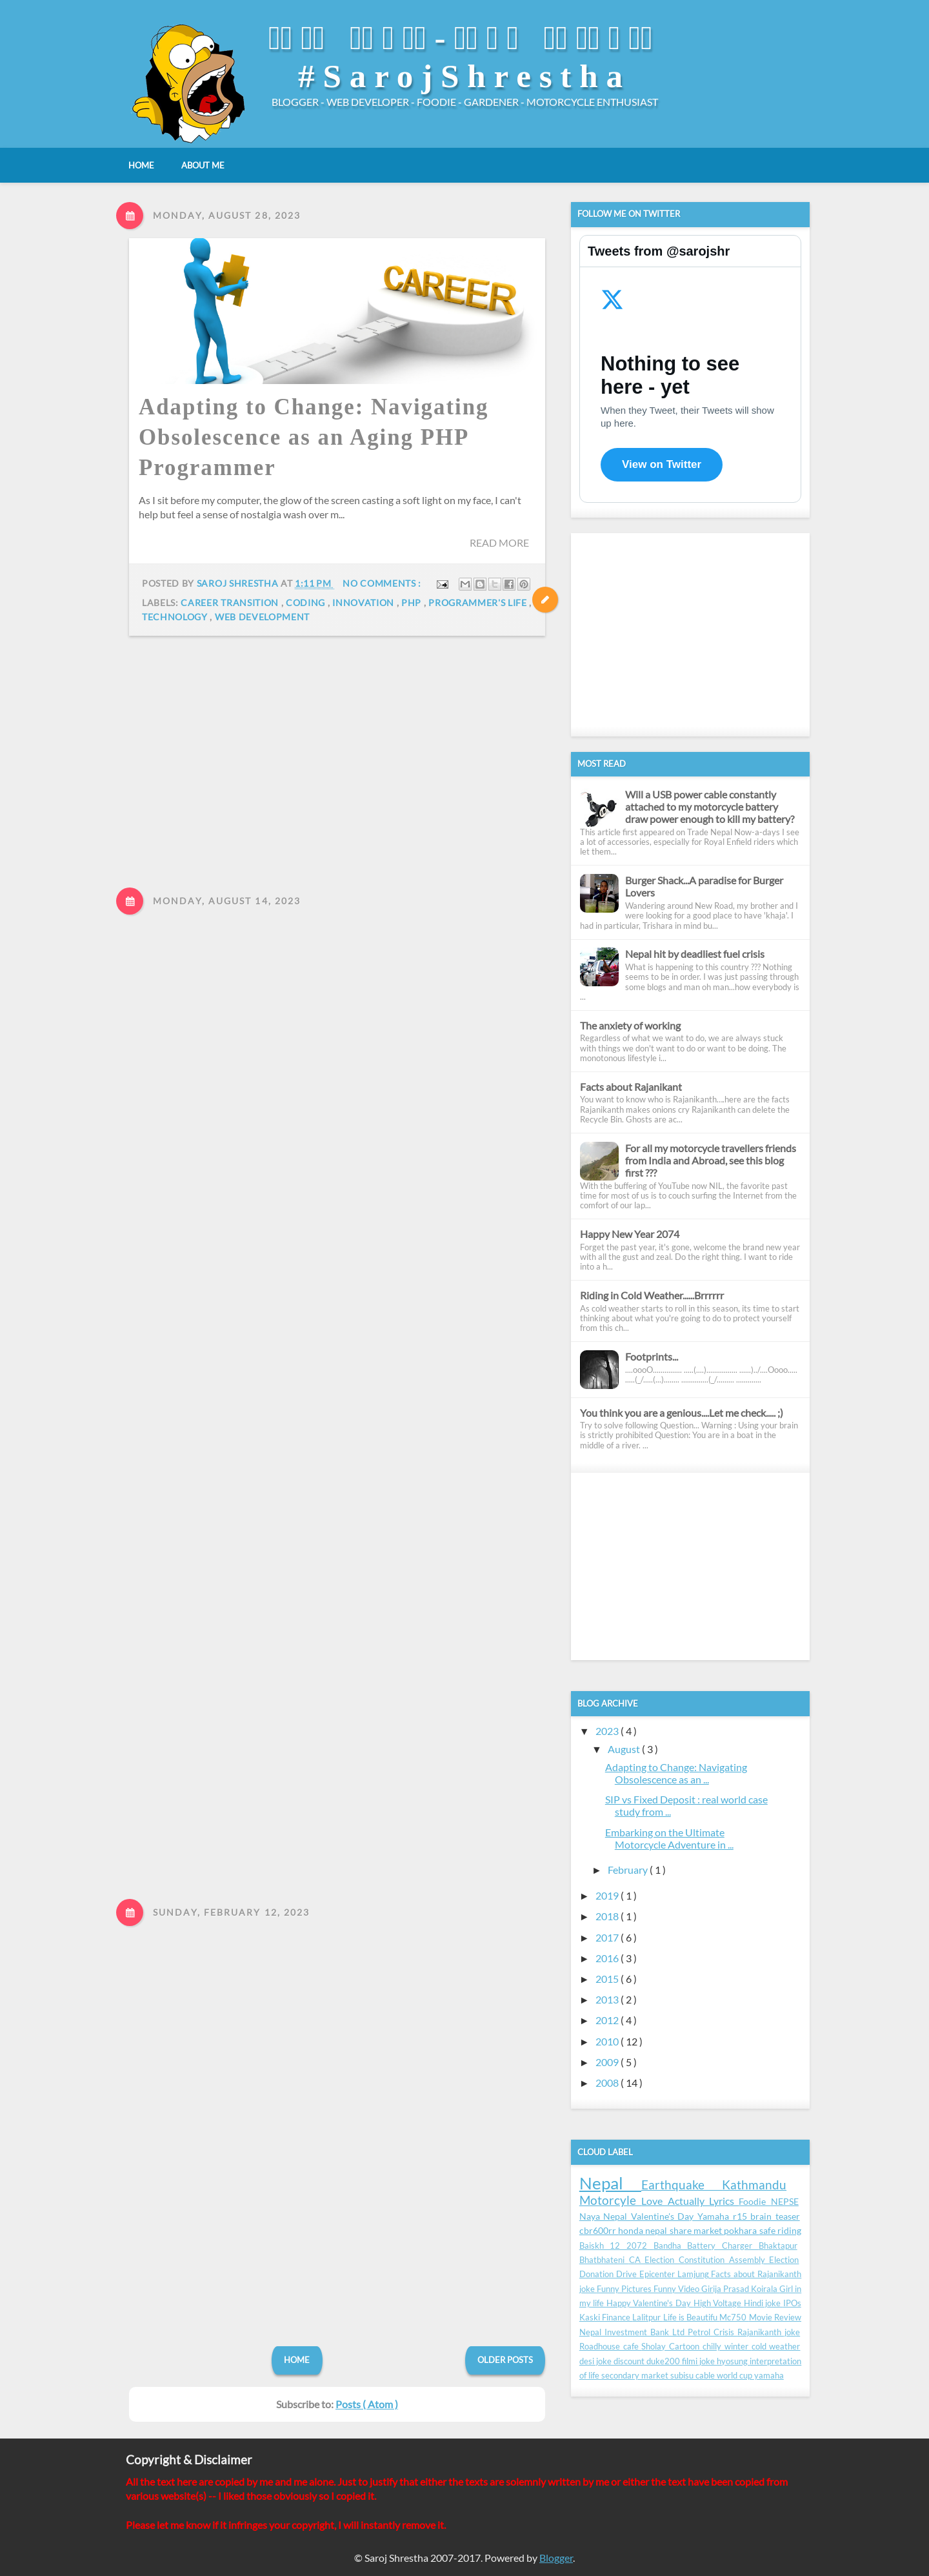 #SarojShrestha
BLOGGER - WEB DEVELOPER - FOODIE - GARDENER - MOTORCYCLE ENTHUSIAST
HOME ABOUT ME
MONDAY, AUGUST 28, 2023
CAREER
Adapting to Change: Navigating
Obsolescence as an Aging PHP
Programmer
As I sit before my computer, the glow of the screen casting a soft light on my face, I can't
help but feel a sense of nostalgia wash over m...
READ MORE
POSTED BY SAROJ SHRESTHA AT 1:11 PM NO COMMENTS :
LABELS: CAREER TRANSITION , CODING , INNOVATION , PHP , PROGRAMMER'S LIFE ,
TECHNOLOGY , WEB DEVELOPMENT
MONDAY, AUGUST 14, 2023
SUNDAY, FEBRUARY 12, 2023
HOME
OLDER POSTS
Subscribe to: Posts ( Atom )
FOLLOW ME ON TWITTER
Tweets from @sarojshr
Nothing to see
here - yet
When they Tweet, their Tweets will show
up here.
View on Twitter
MOST READ
Will a USB power cable constantly
attached to my motorcycle battery
draw power enough to kill my battery?
This article first appeared on Trade Nepal Now-a-days I see
a lot of accessories, especially for Royal Enfield riders which
let them...
Burger Shack...A paradise for Burger
Lovers
Wandering around New Road, my brother and I
were looking for a good place to have 'khaja'. I
had in particular, Trishara in mind bu...
Nepal hit by deadliest fuel crisis
What is happening to this country ??? Nothing
seems to be in order. I was just passing through
some blogs and man oh man...how everybody is
...
The anxiety of working
Regardless of what we want to do, we are always stuck
with things we don't want to do or want to be doing. The
monotonous lifestyle i...
Facts about Rajanikant
You want to know who is Rajanikanth....here are the facts
Rajanikanth makes onions cry Rajanikanth can delete the
Recycle Bin. Ghosts are ac...
For all my motorcycle travellers friends
from India and Abroad, see this blog
first ???
With the buffering of YouTube now NIL, the favorite past
time for most of us is to couch surfing the Internet from the
comfort of our lap...
Happy New Year 2074
Forget the past year, it's gone, welcome the brand new year
with all the gust and zeal. Do the right thing. I want to ride
into a h...
Riding in Cold Weather......Brrrrrr
As cold weather starts to roll in this season, its time to start
thinking about what you're going to do to protect yourself
from this ch...
Footprints...
You think you are a genious....Let me check..... ;)
Try to solve following Question... Warning : Using your brain
is strictly prohibited Question: You are in a boat in the
middle of a river. ...
BLOG ARCHIVE
▼ 2023 ( 4 )
▼ August ( 3 )
Adapting to Change: Navigating
Obsolescence as an ...
SIP vs Fixed Deposit : real world case
study from ...
Embarking on the Ultimate
Motorcycle Adventure in ...
► February ( 1 )
► 2019 ( 1 )
► 2018 ( 1 )
► 2017 ( 6 )
► 2016 ( 3 )
► 2015 ( 6 )
► 2013 ( 2 )
► 2012 ( 4 )
► 2010 ( 12 )
► 2009 ( 5 )
► 2008 ( 14 )
CLOUD LABEL
Nepal Earthquake Kathmandu
Motorcyle Love Actually Lyrics Foodie NEPSE
Naya Nepal Valentine's Day Yamaha r15 brain teaser
cbr600rr honda nepal share market pokhara safe riding
Baiskh 12 2072 Bandha Battery Charger Bhaktapur
Bhatbhateni CA Election Constitution Assembly Election
Donation Drive Epicenter Lamjung Facts about Rajanikanth
joke Funny Pictures Funny Video Girija Prasad Koirala Girl in
my life Happy Valentine's Day High Voltage Hindi joke IPOs
Kaski Finance Lalitpur Life is Beautifu Mc750 Movie Review
Nepal Investment Bank Ltd Petrol Crisis Rajanikanth joke
Roadhouse cafe Sholay Cartoon chilly winter cold weather
desi joke discount duke200 filmi joke hyosung interpretation
of life secondary market subisu cable world cup yamaha
Copyright & Disclaimer
All the text here are copied by me and me alone. Just to justify that either the texts are solemnly written by me or either the text have been copied from
various website(s) -- I liked those obviously so I copied it.
Please let me know if it infringes your copyright, I will instantly remove it.
© Saroj Shrestha 2007-2017. Powered by Blogger.